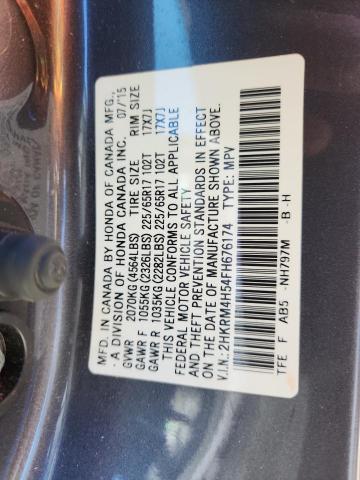 MFD. IN CANADA BY HONDA OF CANADA MFG.,
A DIVISION OF HONDA CANADA INC. 07/15
GVWR 2070KG(4564LBS) TIRE SIZE RIM SIZE
GAWR F 1055KG(2326LBS) 225/65R17 102T 17X7J
GAWR R 1035KG(2282LBS) 225/65R17 102T 17X7J
THIS VEHICLE CONFORMS TO ALL APPLICABLE
FEDERAL MOTOR VEHICLE SAFETY
AND THEFT PREVENTION STANDARDS IN EFFECT
ON THE DATE OF MANUFACTURE SHOWN ABOVE.
V.I.N.: 2HKRM4H54FH676174 TYPE: MPV
TFE F AB5 -NH797M -B -H